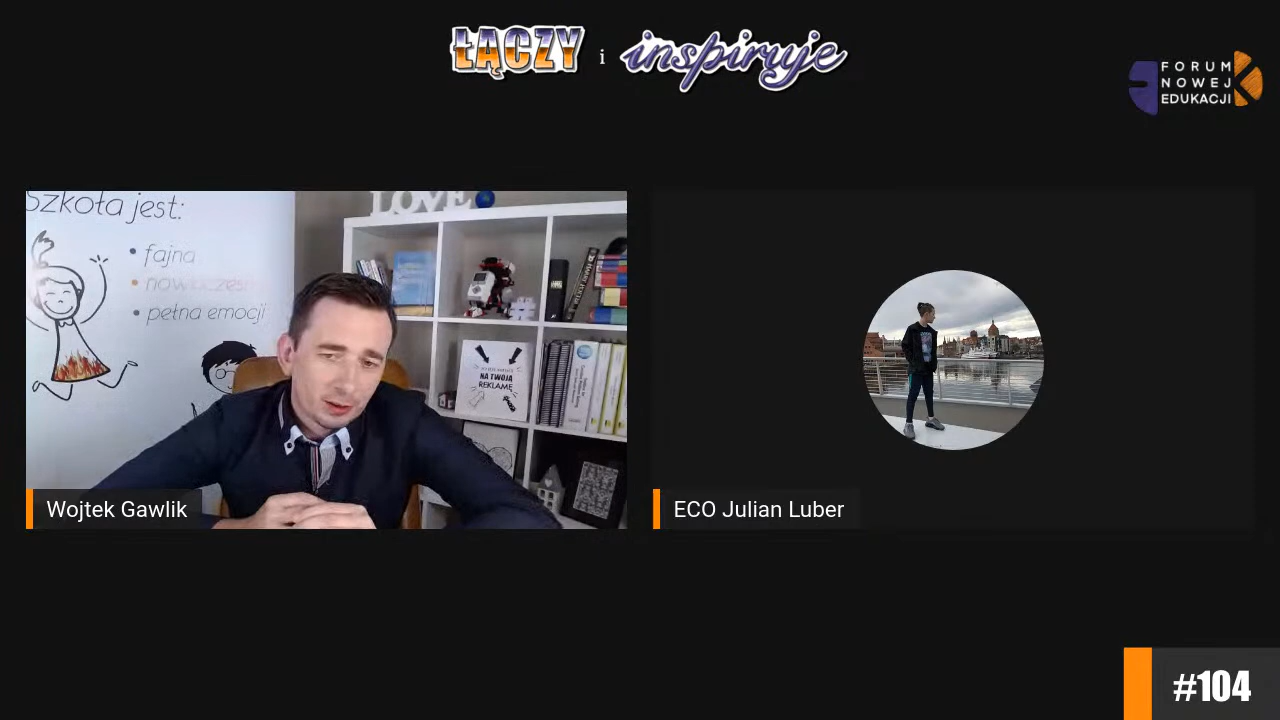 ŁĄCZY i inspiruje
FORUM
NOWEJ
EDUKACJI
Szkoła jest:
• fajna
• nowoczes
• pełna emocji
LOVE
NA TWOJĄ
REKLAMĘ
Wojtek Gawlik
ECO Julian Luber
#104